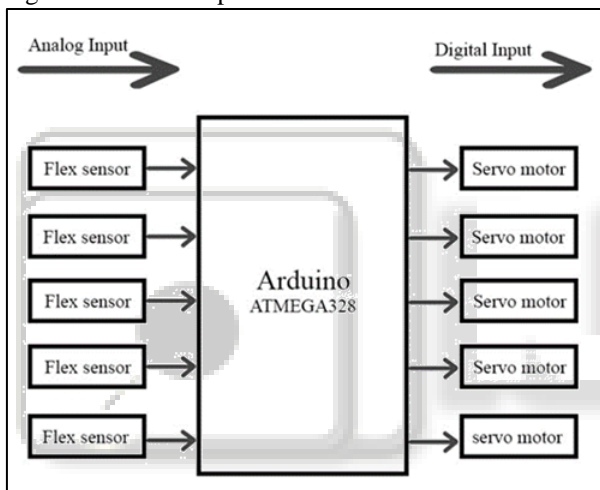 Analog Input
Digital Input
Flex sensor
Servo motor
Flex sensor
Servo motor
Arduino
ATMEGA328
Flex sensor
Servo motor
Flex sensor
Servo motor
Flex sensor
servo motor